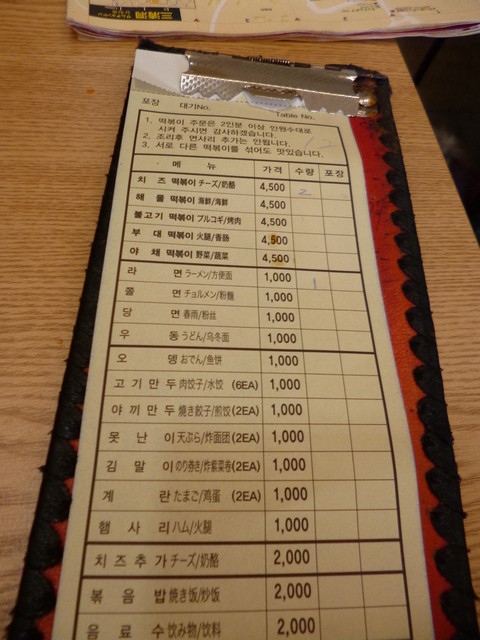 포장 대기No. Table No.
1. 떡볶이 주문은 2인분 이상 인원수대로
시켜 주시면 감사하겠습니다.
2. 조리후 면사리 추가는 안됩니다.
3. 서로 다른 떡볶이를 섞어도 맛있습니다.
메 뉴 가격 수량 포장
치 즈 떡볶이 チーズ/奶酪 4,500 2
해 물 떡볶이 海鮮/海鲜 4,500
불고기 떡볶이 プルコギ/烤肉 4,500
부 대 떡볶이 火腿/香肠 4,500
야 채 떡볶이 野菜/蔬菜 4,500
라 면 ラーメン/方便面 1,000 1
쫄 면 チョルメン/粉麺 1,000
당 면 春雨/粉丝 1,000
우 동 うどん/乌冬面 1,000
오 뎅 おでん/鱼饼 1,000
고 기 만 두 肉饺子/水饺 (6EA) 1,000
야 끼 만 두 焼き餃子/煎饺 (2EA) 1,000
못 난 이 天ぷら/炸面团 (2EA) 1,000
김 말 이 のり巻き/炸紫菜卷 (2EA) 1,000
계 란 たまご/鸡蛋 (2EA) 1,000
햄 사 리 ハム/火腿 1,000
치 즈 추 가 チーズ/奶酪 2,000
볶 음 밥 焼き飯/炒饭 2,000
음 료 수 飲み物/饮料 2,000